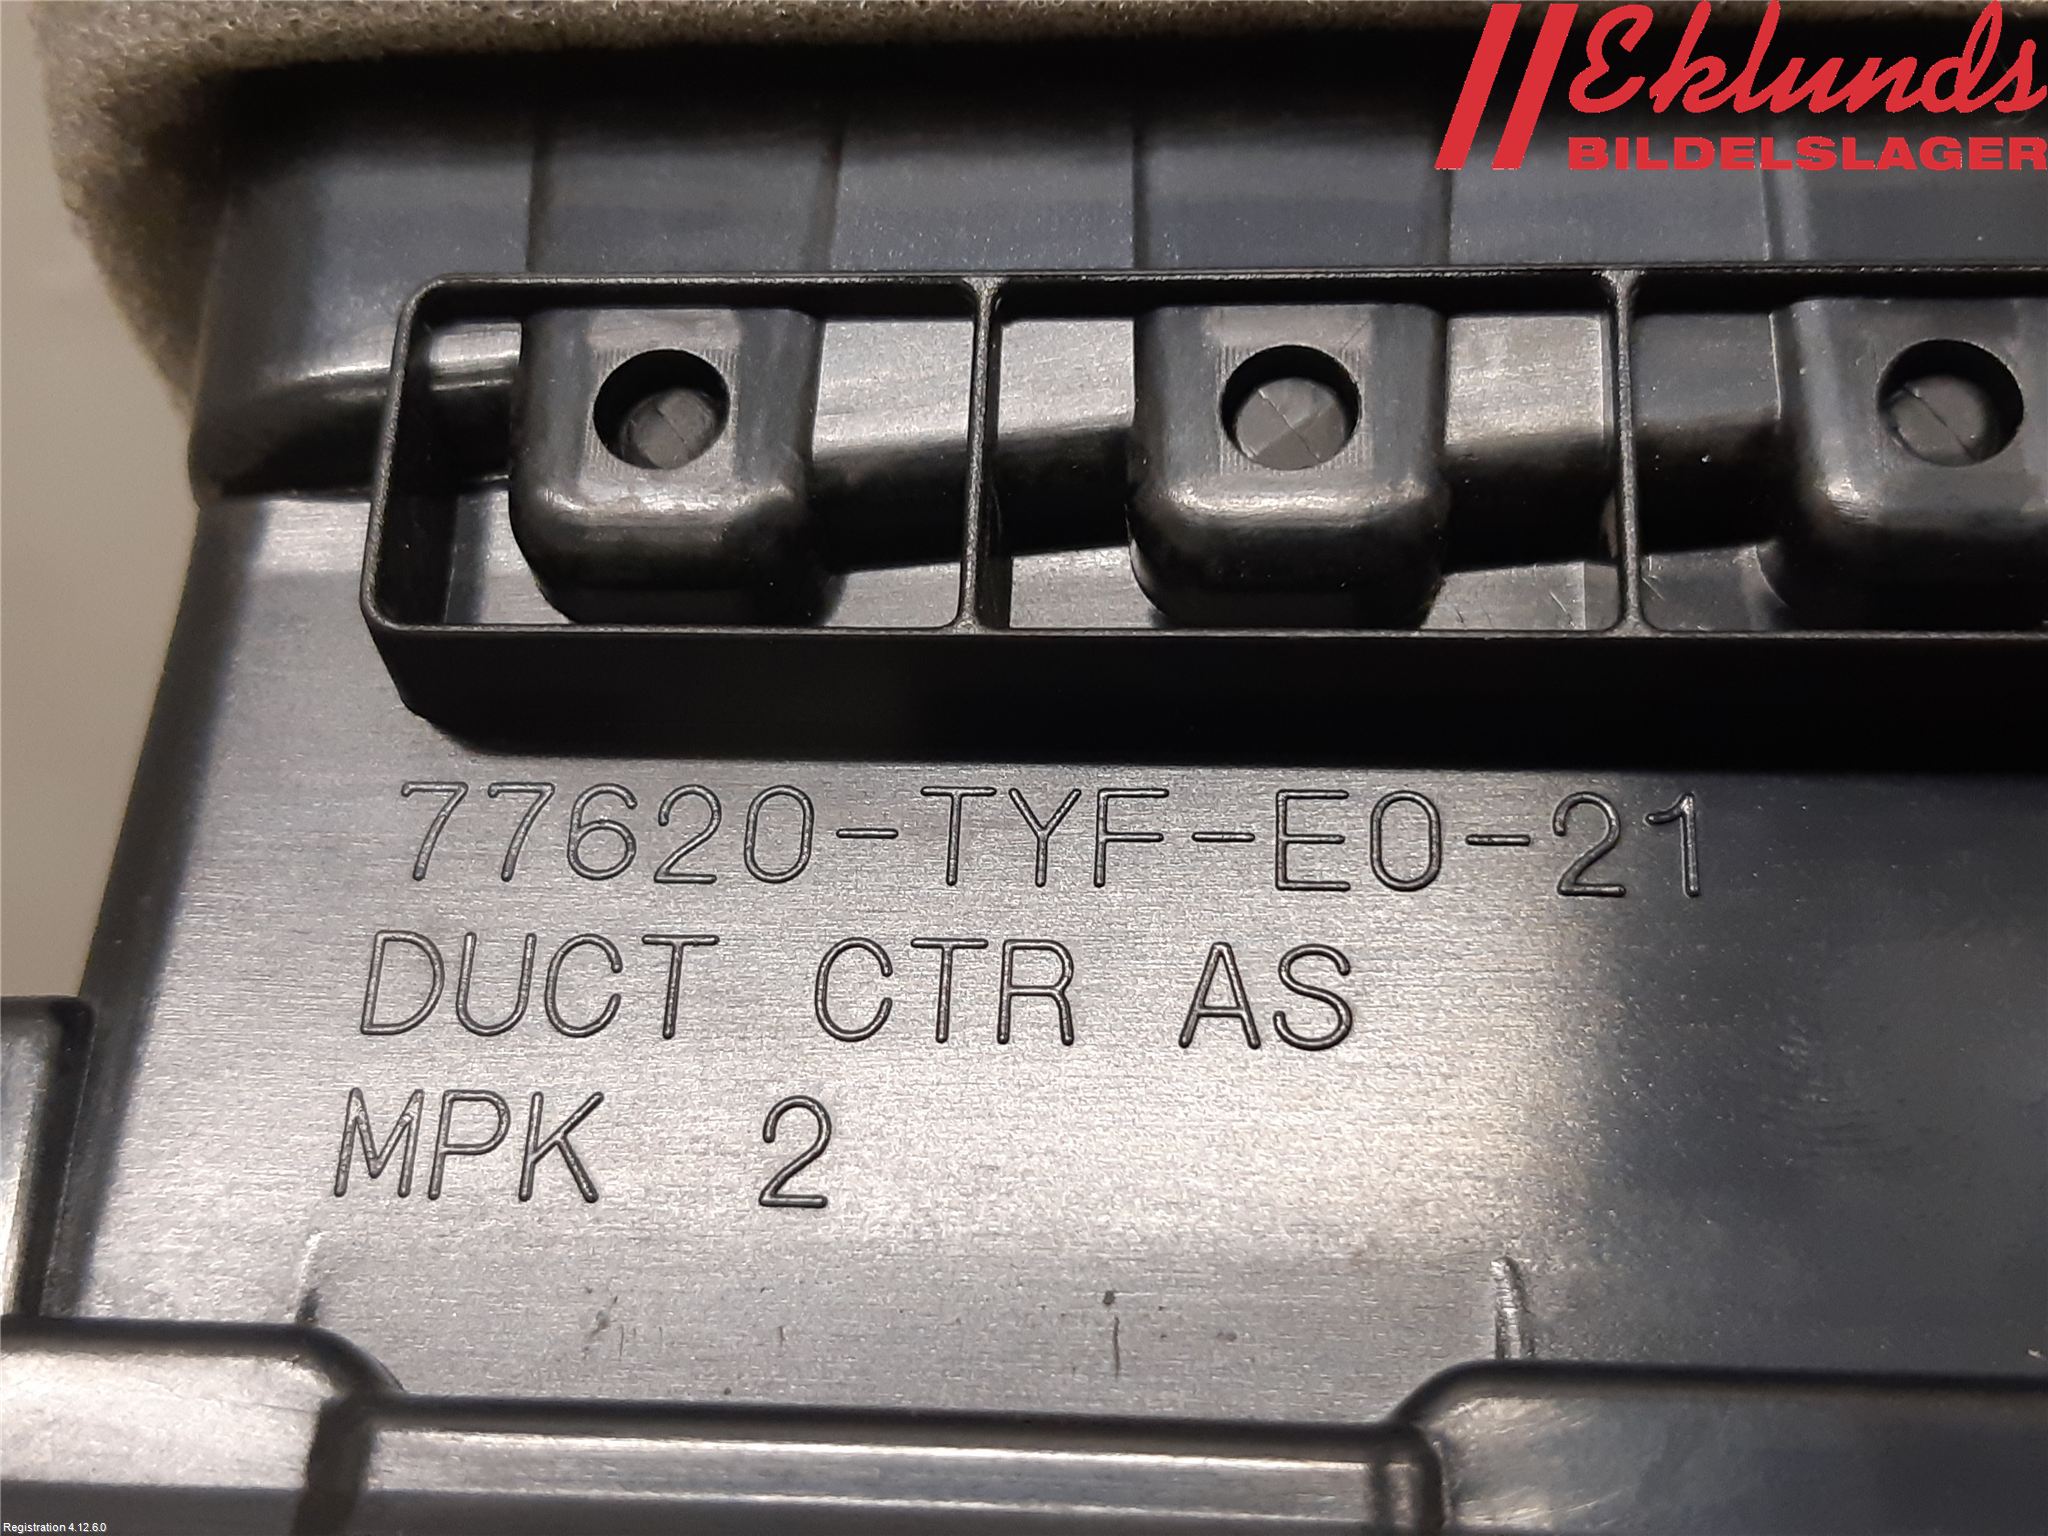 Eklunds
BILDELSLAGER
77620-TYF-E0-21
DUCT CTR AS
MPK 2
Registration 4.12.6.0